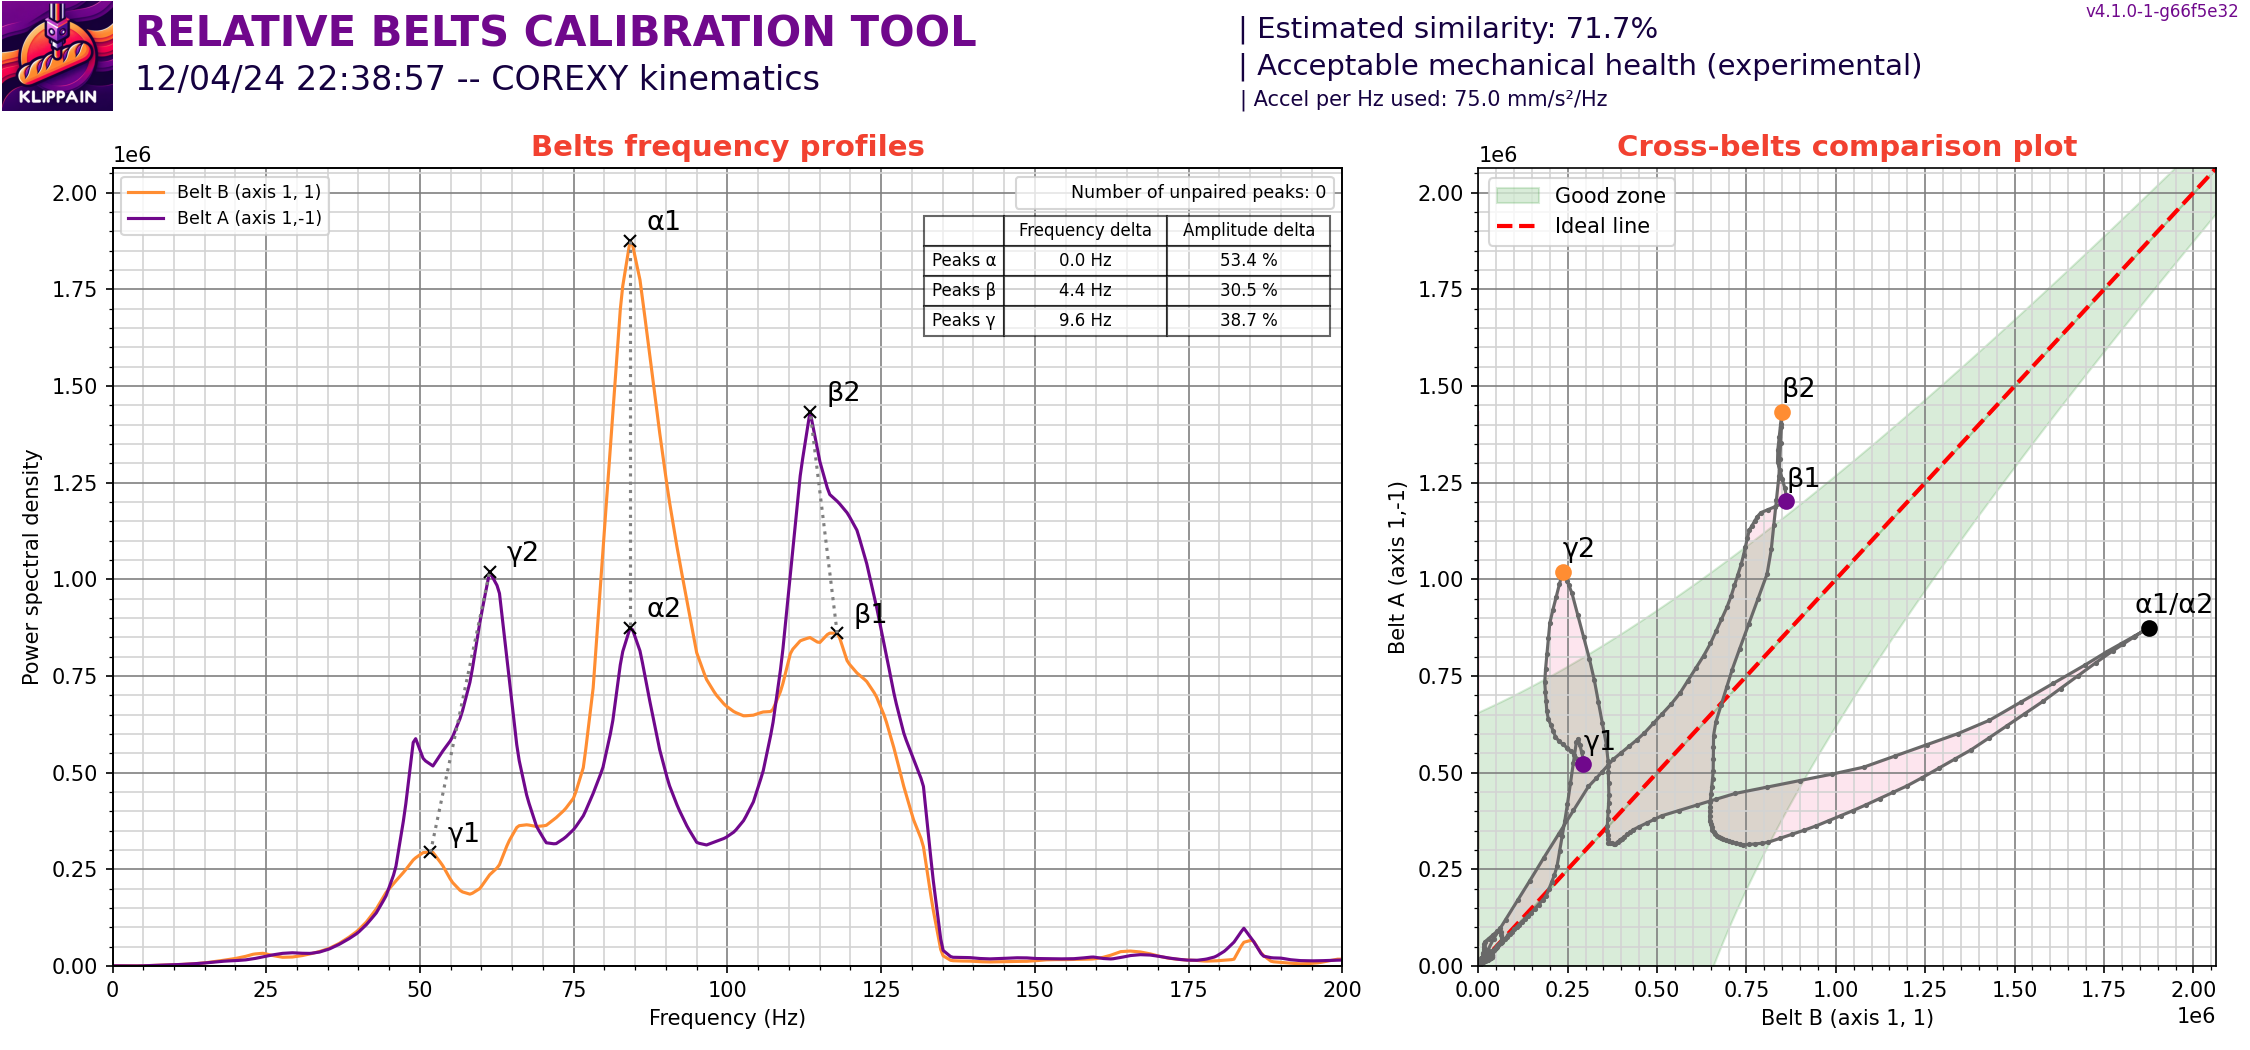 v4.1.0-1-g66f5e32
KLIPPAIN
RELATIVE BELTS CALIBRATION TOOL
12/04/24 22:38:57 -- COREXY kinematics
| Estimated similarity: 71.7%
| Acceptable mechanical health (experimental)
| Accel per Hz used: 75.0 mm/s²/Hz
Belts frequency profiles
1e6
Belt B (axis 1, 1)
Belt A (axis 1,-1)
Number of unpaired peaks: 0
Frequency delta Amplitude delta
Peaks α 0.0 Hz 53.4 %
Peaks β 4.4 Hz 30.5 %
Peaks γ 9.6 Hz 38.7 %
α1
β2
γ2
α2
β1
γ1
2.00
1.75
1.50
1.25
1.00
0.75
0.50
0.25
0.00
Power spectral density
0 25 50 75 100 125 150 175 200
Frequency (Hz)
Cross-belts comparison plot
1e6
Good zone
Ideal line
β2
β1
γ2
α1/α2
γ1
2.00
1.75
1.50
1.25
1.00
0.75
0.50
0.25
0.00
Belt A (axis 1,-1)
0.00 0.25 0.50 0.75 1.00 1.25 1.50 1.75 2.00
Belt B (axis 1, 1)
1e6